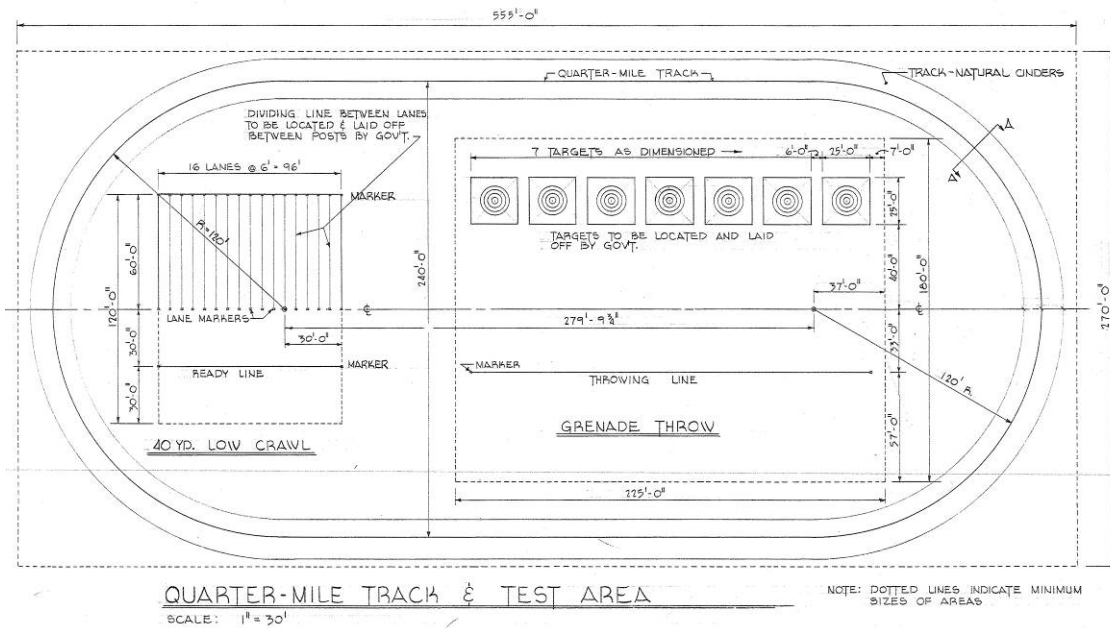 555'-0"
QUARTER-MILE TRACK
TRACK-NATURAL CINDERS
DIVIDING LINE BETWEEN LANES
TO BE LOCATED & LAID OFF
BETWEEN POSTS BY GOV'T.
A
A
7 TARGETS AS DIMENSIONED
6'-0"
25'-0"
7'-0"
16 LANES @ 6' = 96'
MARKER
R=120'
25'-0"
TARGETS TO BE LOCATED AND LAID
OFF BY GOV'T.
60'-0"
120'-0"
240'-0"
40'-0"
180'-0"
270'-0"
37'-0"
LANE MARKERS
℄
279'-9 3/4"
℄
30'-0"
30'-0"
33'-0"
MARKER
READY LINE
MARKER
THROWING LINE
120' R.
30'-0"
57'-0"
40 YD. LOW CRAWL
GRENADE THROW
225'-0"
QUARTER-MILE TRACK & TEST AREA
SCALE: 1" = 30'
NOTE: DOTTED LINES INDICATE MINIMUM
SIZES OF AREAS